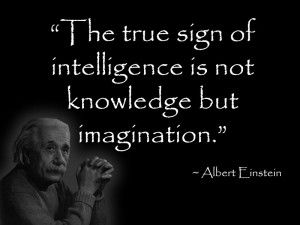 “The true sign of
intelligence is not
knowledge but
imagination.”
~ Albert Einstein